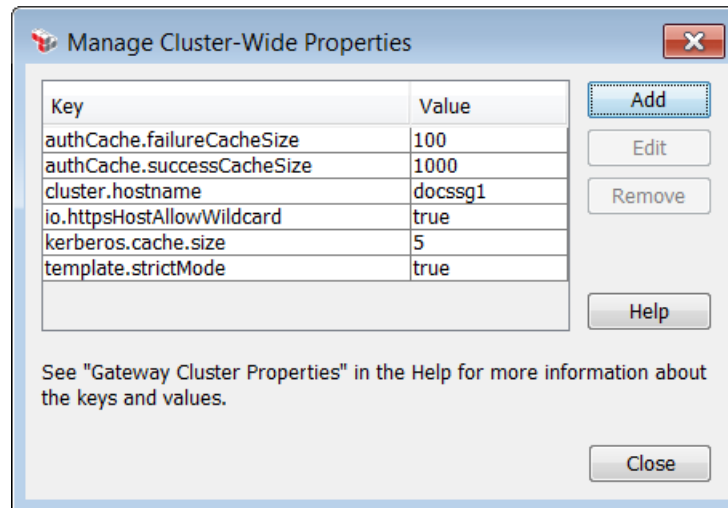 Manage Cluster-Wide Properties
Key Value
authCache.failureCacheSize 100
authCache.successCacheSize 1000
cluster.hostname docssg1
io.httpsHostAllowWildcard true
kerberos.cache.size 5
template.strictMode true
Add
Edit
Remove
Help
See "Gateway Cluster Properties" in the Help for more information about
the keys and values.
Close